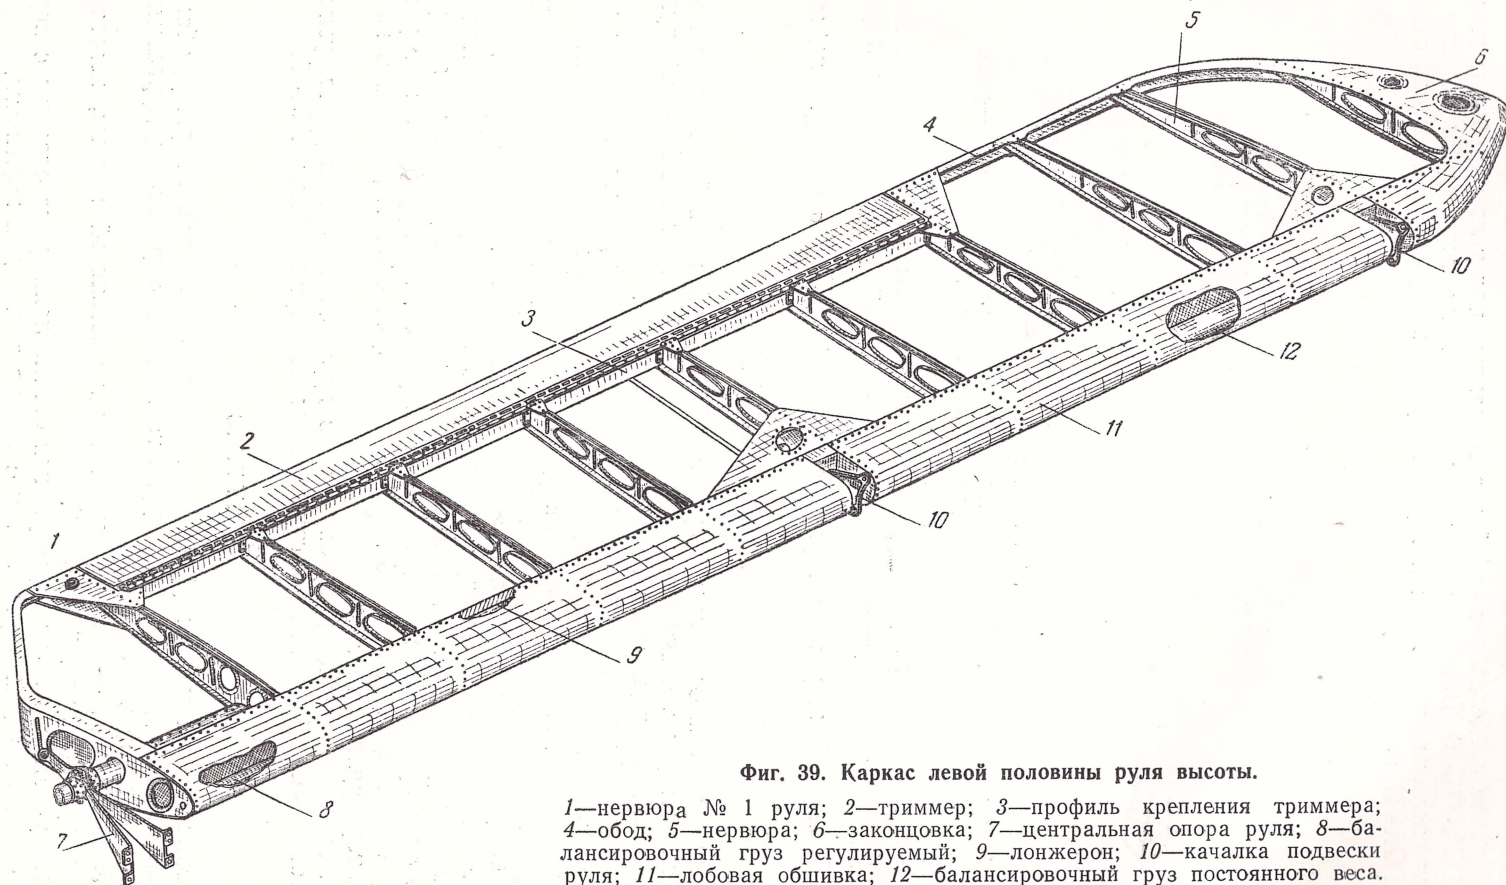 5
6
4
10
3
12
11
2
10
1
9
8
7
Фиг. 39. Каркас левой половины руля высоты.
1—нервюра № 1 руля; 2—триммер; 3—профиль крепления триммера;
4—обод; 5—нервюра; 6—законцовка; 7—центральная опора руля; 8—ба-
лансировочный груз регулируемый; 9—лонжерон; 10—качалка подвески
руля; 11—лобовая обшивка; 12—балансировочный груз постоянного веса.